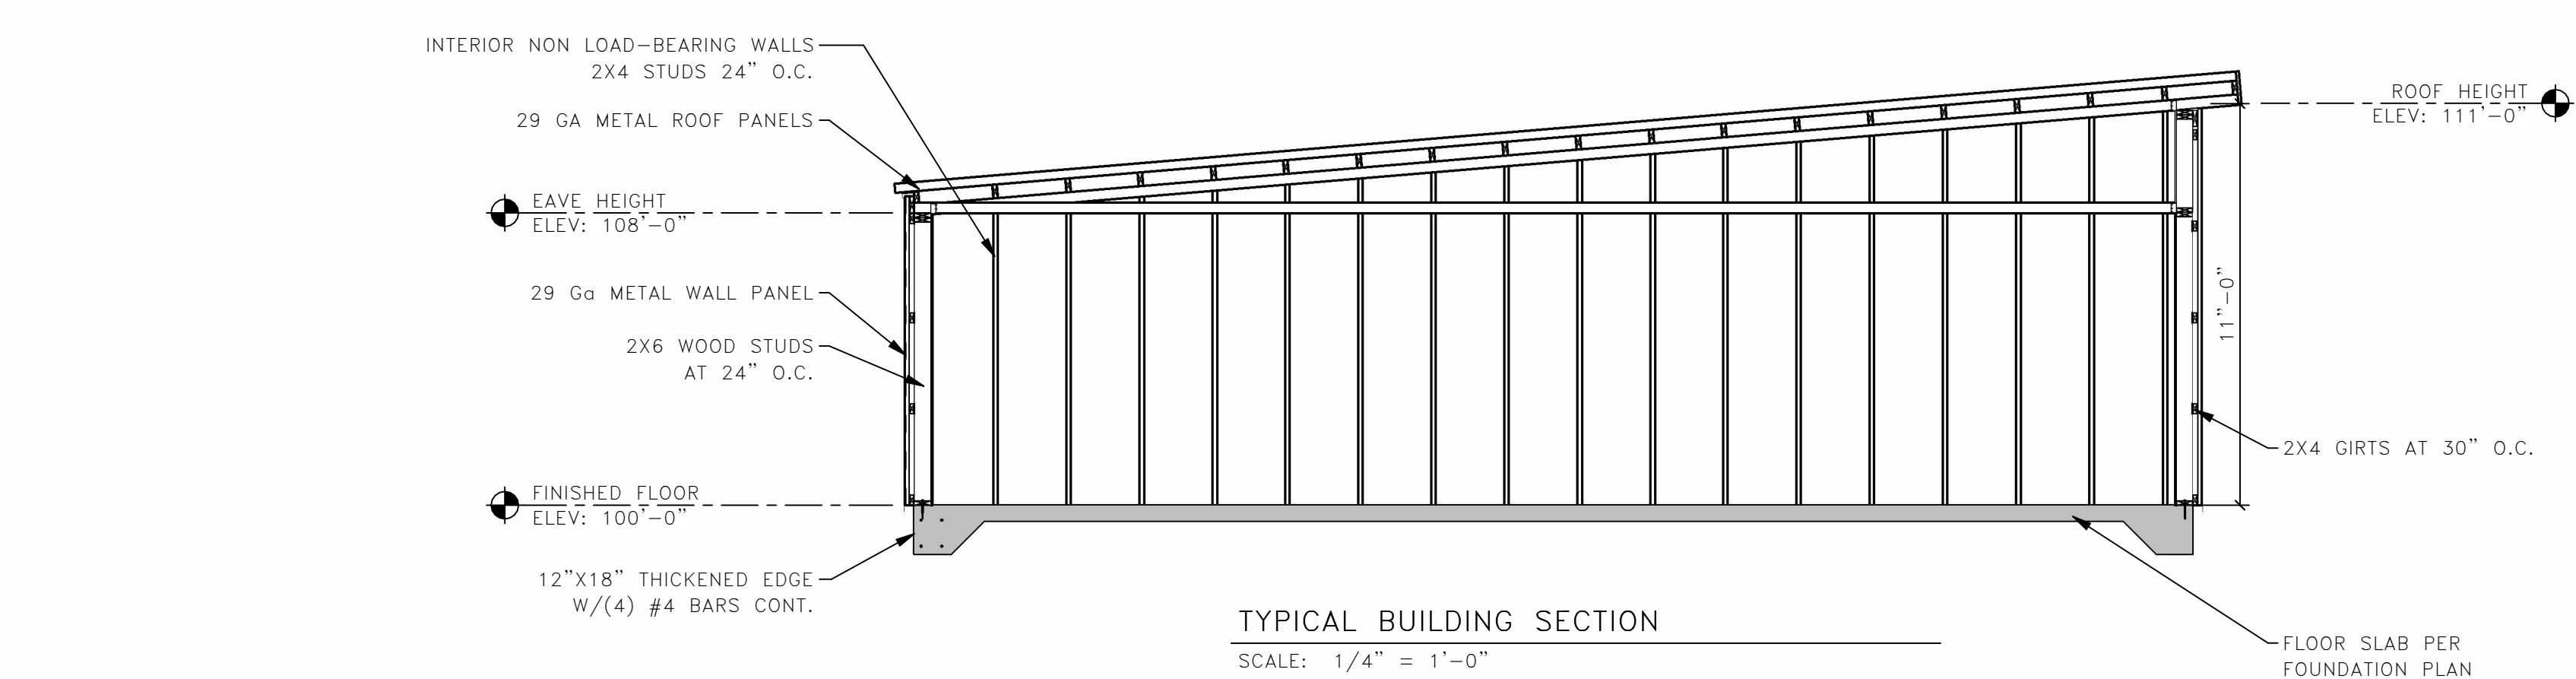 INTERIOR NON LOAD-BEARING WALLS
2X4 STUDS 24" O.C.
29 GA METAL ROOF PANELS
EAVE HEIGHT
ELEV: 108'-0"
29 Ga METAL WALL PANEL
2X6 WOOD STUDS
AT 24" O.C.
FINISHED FLOOR
ELEV: 100'-0"
12"X18" THICKENED EDGE
W/(4) #4 BARS CONT.
ROOF HEIGHT
ELEV: 111'-0"
11"-0"
2X4 GIRTS AT 30" O.C.
FLOOR SLAB PER
FOUNDATION PLAN
TYPICAL BUILDING SECTION
SCALE: 1/4" = 1'-0"